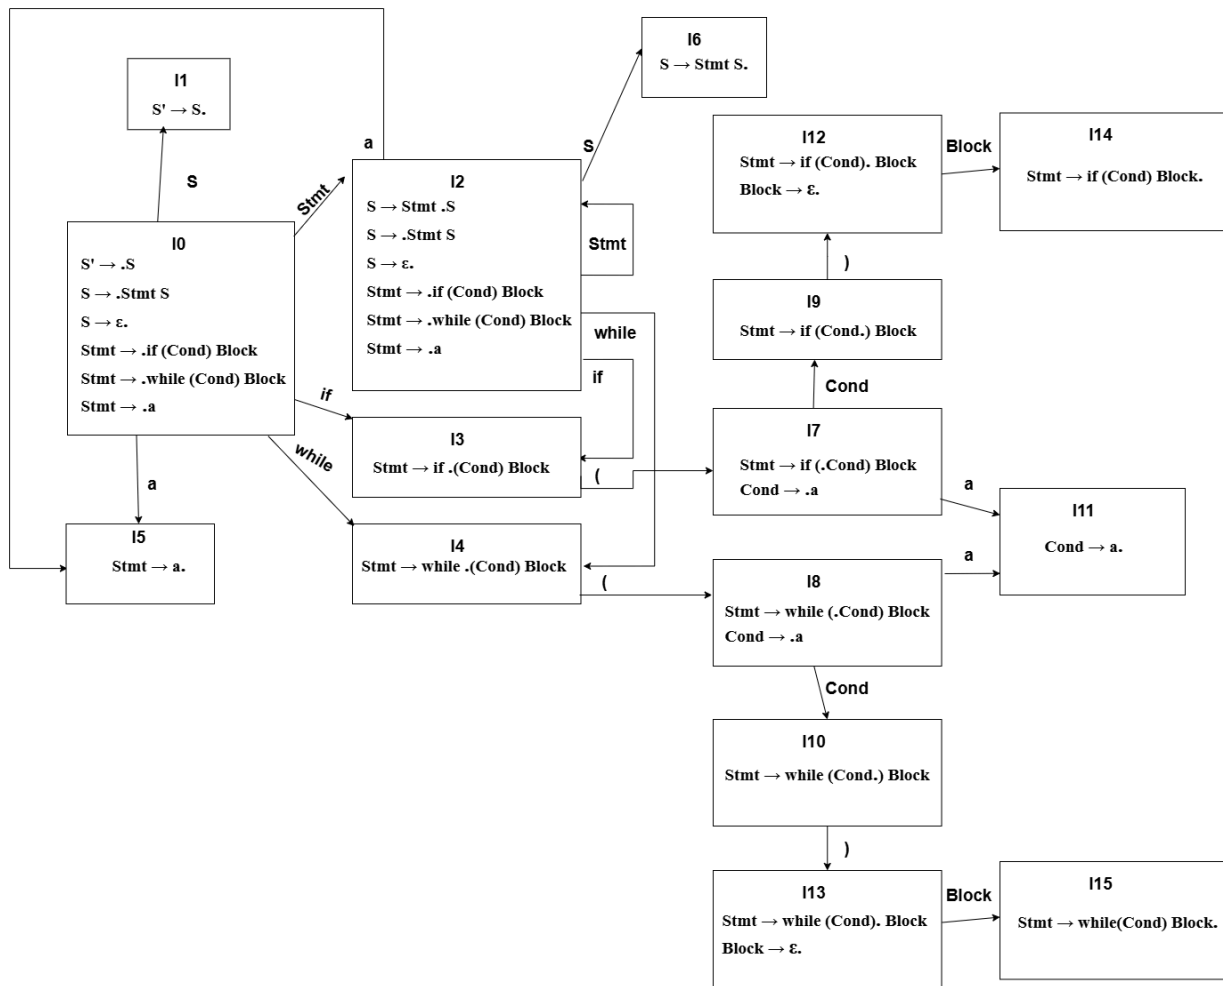 I6
S → Stmt S.
I1
S' → S.
S
a
Stmt
I0
S' → .S
S → .Stmt S
S → ε.
Stmt → .if (Cond) Block
Stmt → .while (Cond) Block
Stmt → .a
I2
S → Stmt .S
S → .Stmt S
S → ε.
Stmt → .if (Cond) Block
Stmt → .while (Cond) Block
Stmt → .a
S
Stmt
while
if
if
while
a
I3
Stmt → if .(Cond) Block
(
I5
Stmt → a.
I4
Stmt → while .(Cond) Block
(
I12
Stmt → if (Cond). Block
Block → ε.
Block
I14
Stmt → if (Cond) Block.
)
I9
Stmt → if (Cond.) Block
Cond
I7
Stmt → if (.Cond) Block
Cond → .a
a
I11
Cond → a.
a
I8
Stmt → while (.Cond) Block
Cond → .a
Cond
I10
Stmt → while (Cond.) Block
)
I13
Stmt → while (Cond). Block
Block → ε.
Block
I15
Stmt → while(Cond) Block.